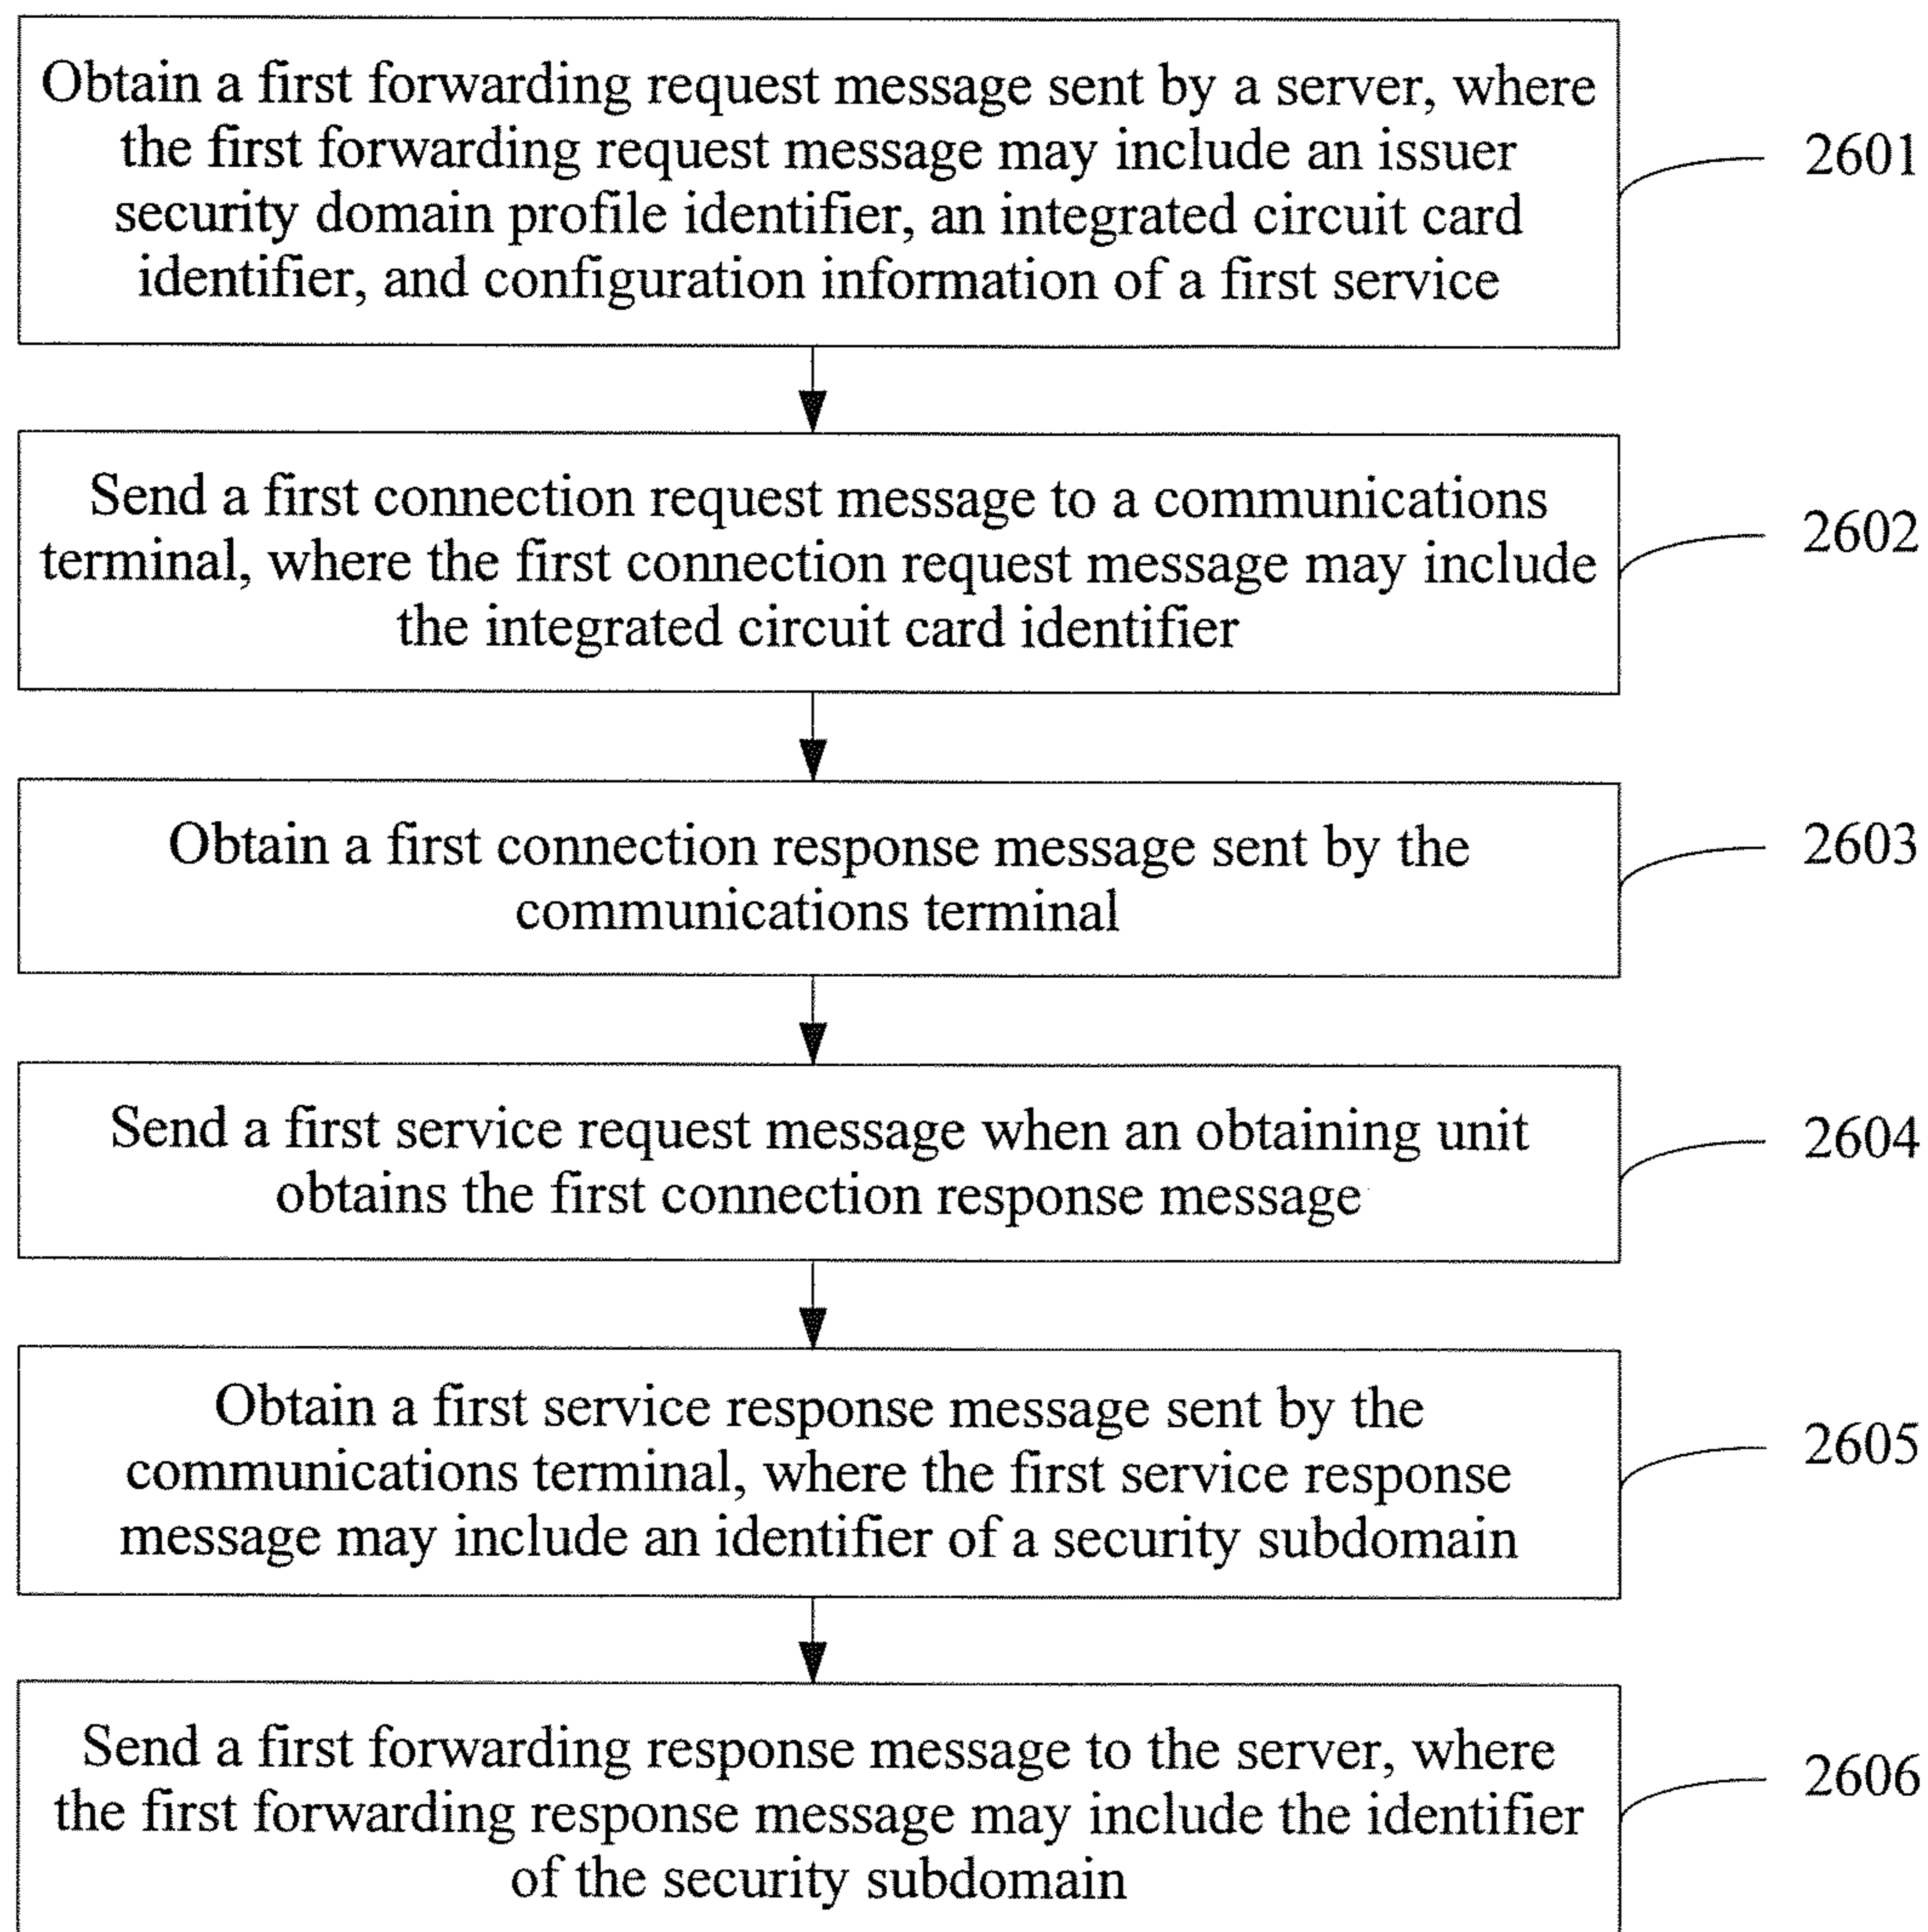 Obtain a first forwarding request message sent by a server, where
the first forwarding request message may include an issuer
security domain profile identifier, an integrated circuit card
identifier, and configuration information of a first service
2601
Send a first connection request message to a communications
terminal, where the first connection request message may include
the integrated circuit card identifier
2602
Obtain a first connection response message sent by the
communications terminal
2603
Send a first service request message when an obtaining unit
obtains the first connection response message
2604
Obtain a first service response message sent by the
communications terminal, where the first service response
message may include an identifier of a security subdomain
2605
Send a first forwarding response message to the server, where
the first forwarding response message may include the identifier
of the security subdomain
2606